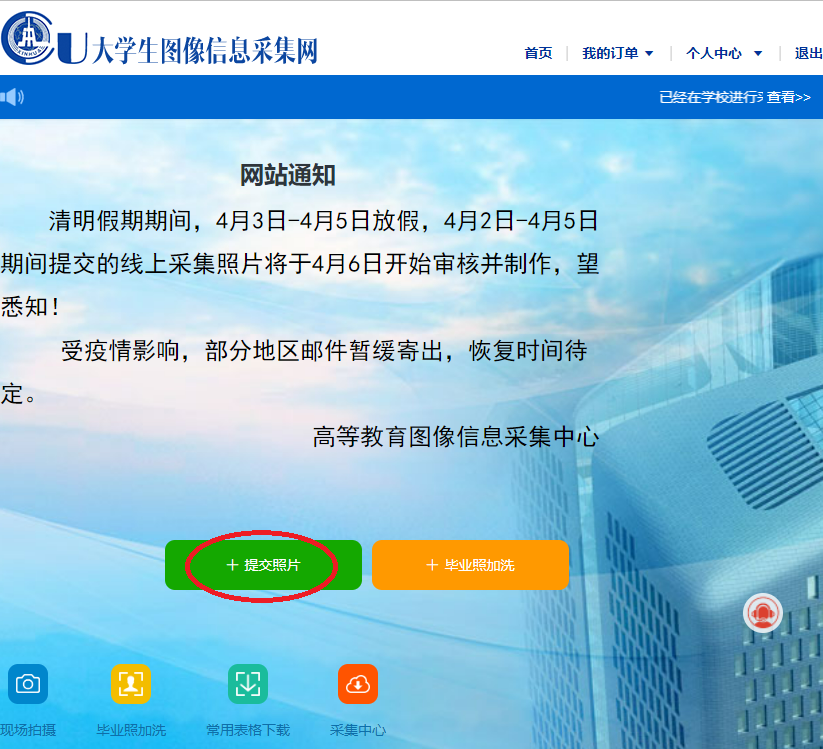 XINHUA
U大学生图像信息采集网
首页 我的订单 个人中心 退出
已经在学校进行 查看>>
网站通知
清明假期期间，4月3日-4月5日放假，4月2日-4月5日
期间提交的线上采集照片将于4月6日开始审核并制作，望
悉知！
受疫情影响，部分地区邮件暂缓寄出，恢复时间待
定。
高等教育图像信息采集中心
+ 提交照片 + 毕业照加洗
现场拍摄 毕业照加洗 常用表格下载 采集中心